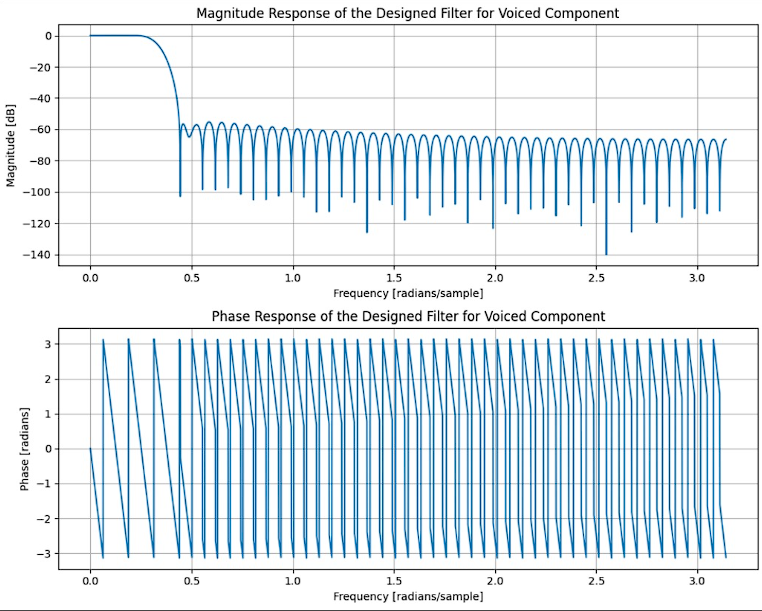 Magnitude Response of the Designed Filter for Voiced Component
0
−20
−40
−60
−80
−100
−120
−140
Magnitude [dB]
0.0 0.5 1.0 1.5 2.0 2.5 3.0
Frequency [radians/sample]
Phase Response of the Designed Filter for Voiced Component
3
2
1
0
−1
−2
−3
Phase [radians]
0.0 0.5 1.0 1.5 2.0 2.5 3.0
Frequency [radians/sample]